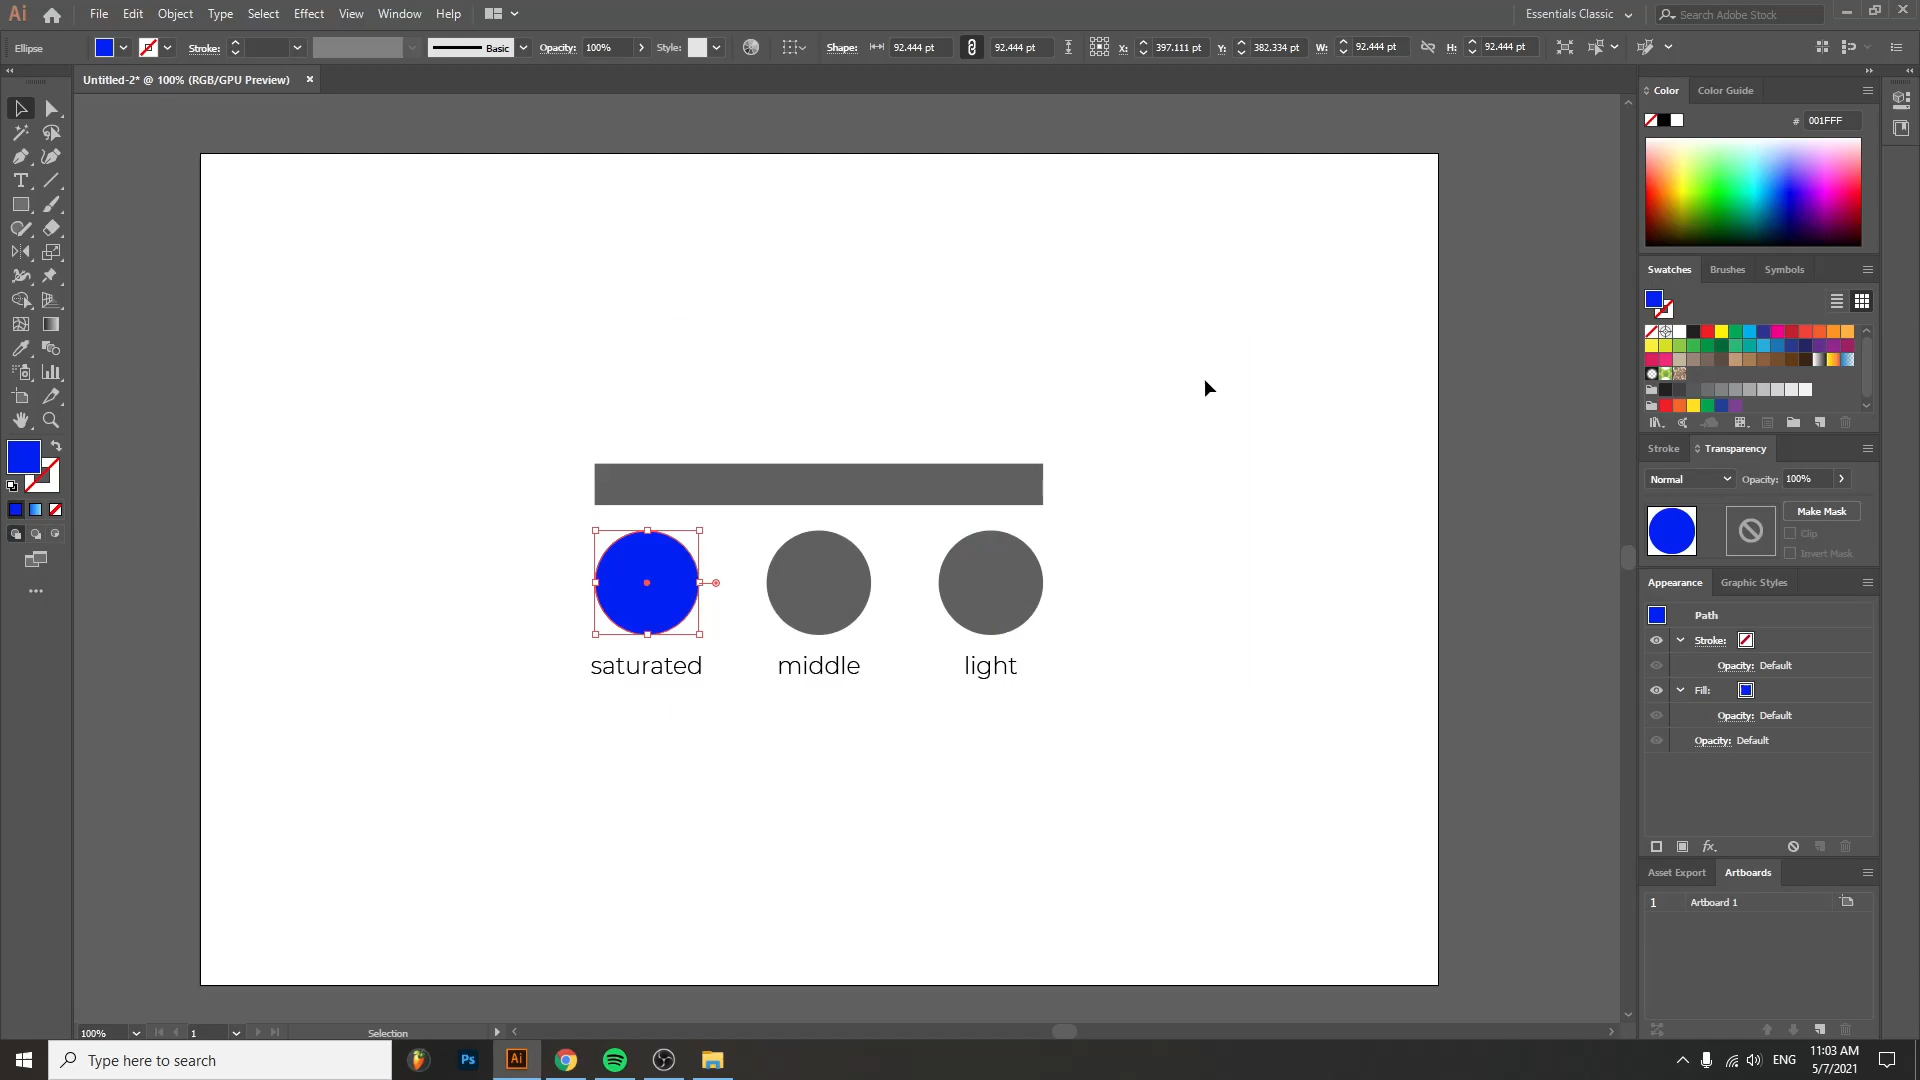 Ai File Edit Object Type Select Effect View Window Help Essentials Classic Search Adobe Stock
Ellipse Stroke: Basic Opacity: 100% Style: Shape: 92.444 pt 92.444 pt X: 397.111 pt Y: 382.334 pt W: 92.444 pt H: 92.444 pt
Untitled-2* @ 100% (RGB/GPU Preview)
Color Color Guide
# 001FFF
Swatches Brushes Symbols
Stroke Transparency
Normal Opacity: 100%
Make Mask
Clip
Invert Mask
Appearance Graphic Styles
Path
Stroke:
Opacity: Default
Fill:
Opacity: Default
Opacity: Default
fx
Asset Export Artboards
1 Artboard 1
saturated middle light
100% 1 Selection
Type here to search Ps Ai ENG 11:03 AM
5/7/2021